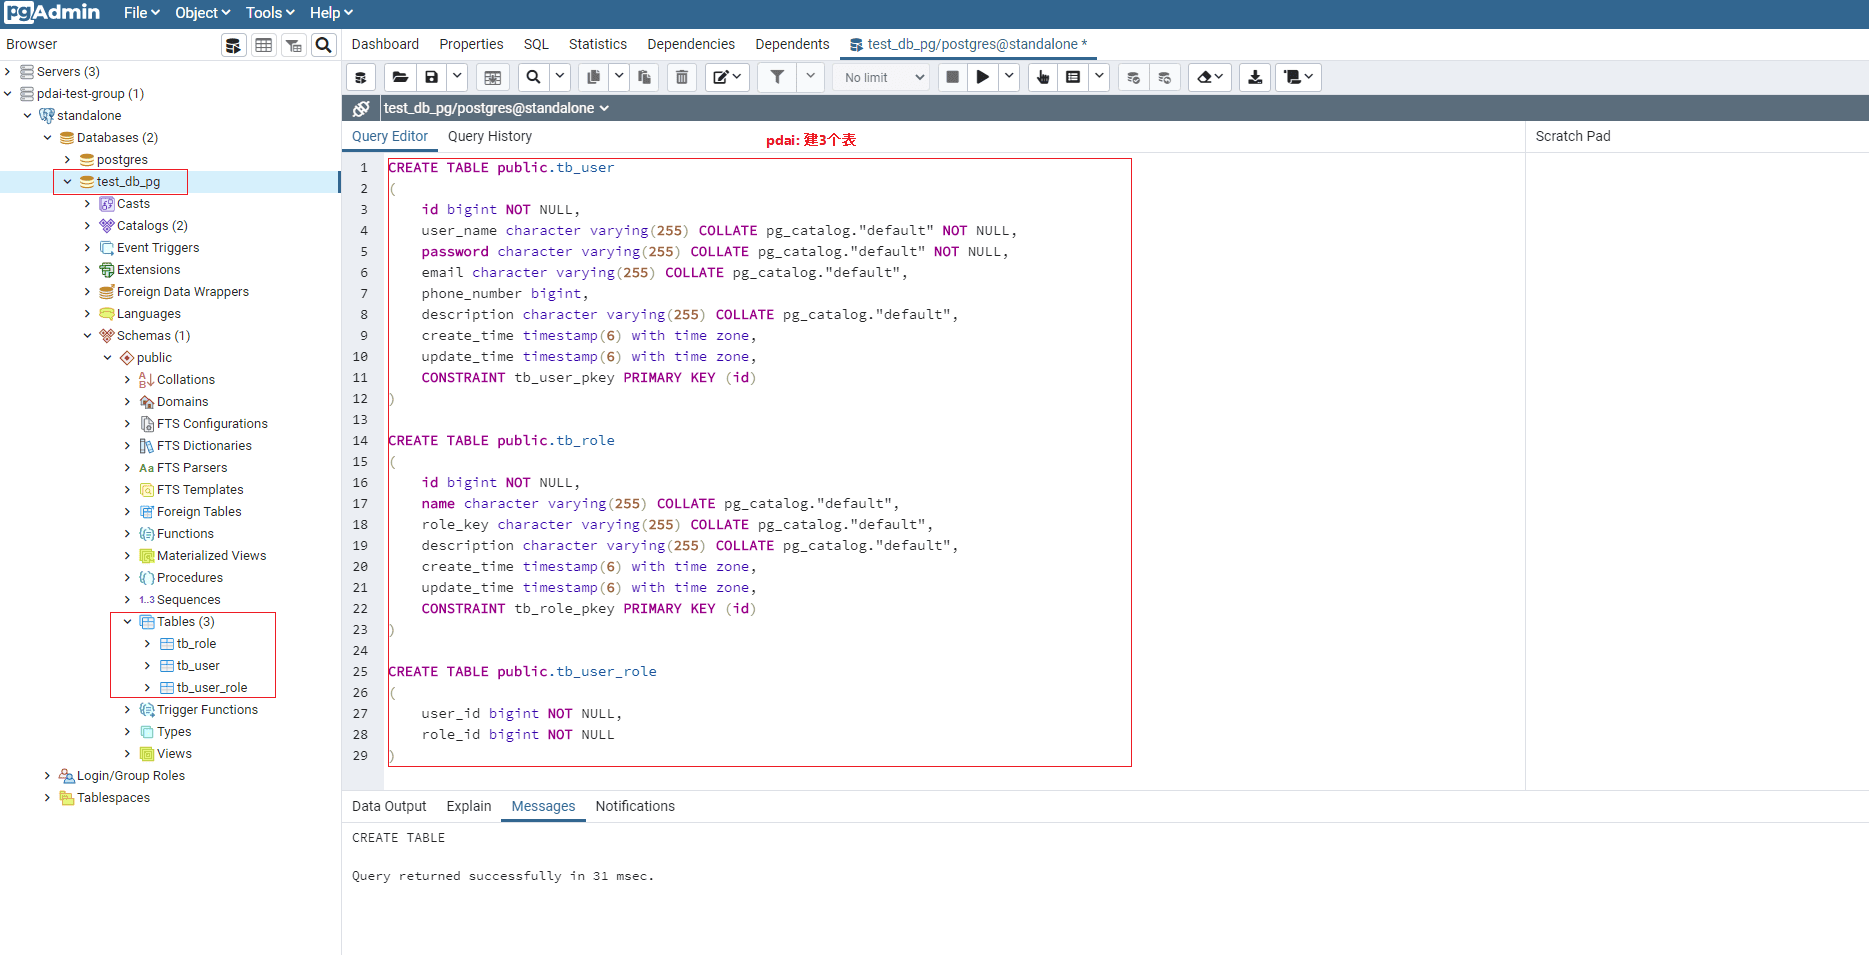 pgAdmin File Object Tools Help
Browser
Dashboard Properties SQL Statistics Dependencies Dependents test_db_pg/postgres@standalone *
Servers (3)
pdai-test-group (1)
standalone
Databases (2)
postgres
test_db_pg
Casts
Catalogs (2)
Event Triggers
Extensions
Foreign Data Wrappers
Languages
Schemas (1)
public
Collations
Domains
FTS Configurations
FTS Dictionaries
Aa FTS Parsers
FTS Templates
Foreign Tables
Functions
Materialized Views
Procedures
1..3 Sequences
Tables (3)
tb_role
tb_user
tb_user_role
Trigger Functions
Types
Views
Login/Group Roles
Tablespaces
No limit
test_db_pg/postgres@standalone
Query Editor Query History
pdai: 建3个表
Scratch Pad
1 CREATE TABLE public.tb_user
2 (
3 id bigint NOT NULL,
4 user_name character varying(255) COLLATE pg_catalog."default" NOT NULL,
5 password character varying(255) COLLATE pg_catalog."default" NOT NULL,
6 email character varying(255) COLLATE pg_catalog."default",
7 phone_number bigint,
8 description character varying(255) COLLATE pg_catalog."default",
9 create_time timestamp(6) with time zone,
10 update_time timestamp(6) with time zone,
11 CONSTRAINT tb_user_pkey PRIMARY KEY (id)
12 )
13
14 CREATE TABLE public.tb_role
15 (
16 id bigint NOT NULL,
17 name character varying(255) COLLATE pg_catalog."default",
18 role_key character varying(255) COLLATE pg_catalog."default",
19 description character varying(255) COLLATE pg_catalog."default",
20 create_time timestamp(6) with time zone,
21 update_time timestamp(6) with time zone,
22 CONSTRAINT tb_role_pkey PRIMARY KEY (id)
23 )
24
25 CREATE TABLE public.tb_user_role
26 (
27 user_id bigint NOT NULL,
28 role_id bigint NOT NULL
29 )
Data Output Explain Messages Notifications
CREATE TABLE
Query returned successfully in 31 msec.